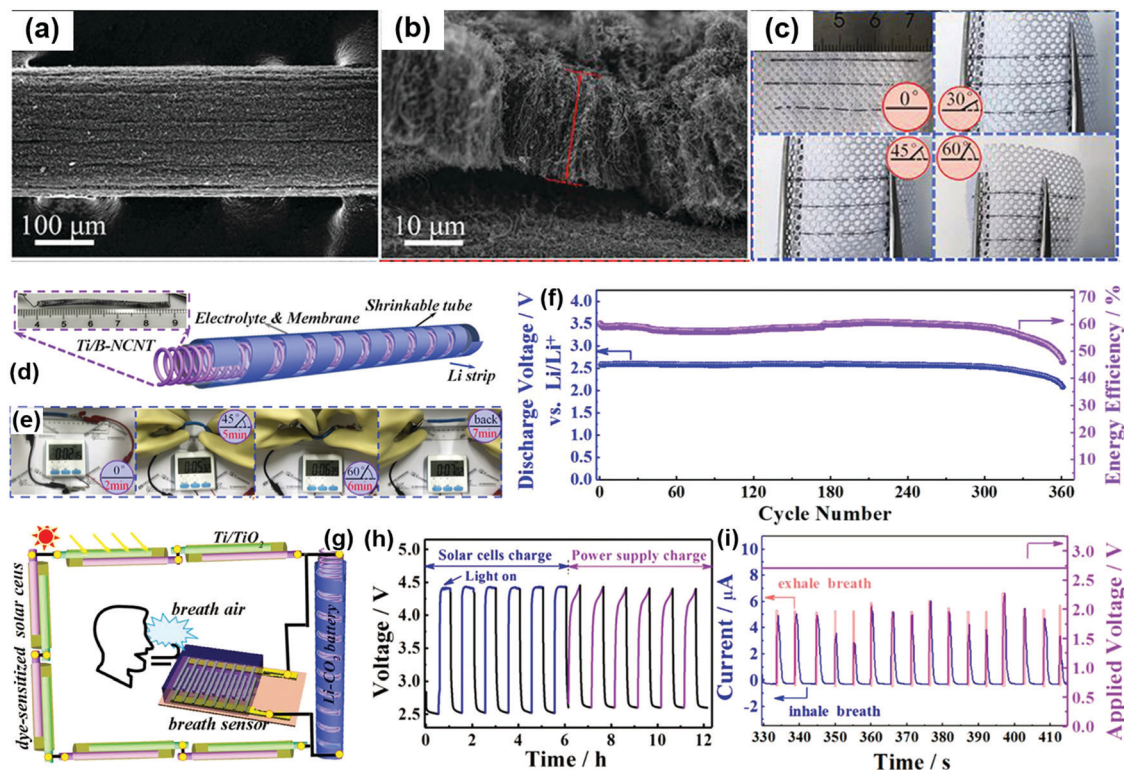 (a)
100 μm
(b)
10 μm
(c)
5 6 7
0°
30°
45°
60°
(d)
4 5 6 7 8 9
Ti/B-NCNT
Electrolyte & Membrane
Shrinkable tube
Li strip
(e)
0°
2min
45°
5min
60°
6min
back
7min
(f)
Discharge Voltage / V
vs. Li/Li⁺
4.0
3.5
3.0
2.5
2.0
1.5
1.0
0.5
0.0
0 60 120 180 240 300 360
Cycle Number
70
60
50
40
30
20
10
Energy Efficiency / %
(g)
Ti/TiO₂
dye-sensitized solar cells
breath air
breath sensor
Li-CO₂ battery
(h)
Solar cells charge
Power supply charge
Light on
Voltage / V
5.0
4.5
4.0
3.5
3.0
2.5
0 2 4 6 8 10 12
Time / h
(i)
exhale breath
inhale breath
Current / μA
10
8
6
4
2
0
-2
330 340 350 360 370 380 390 400 410
Time / s
3.0
2.5
2.0
1.5
1.0
0.5
0.0
Applied Voltage / V